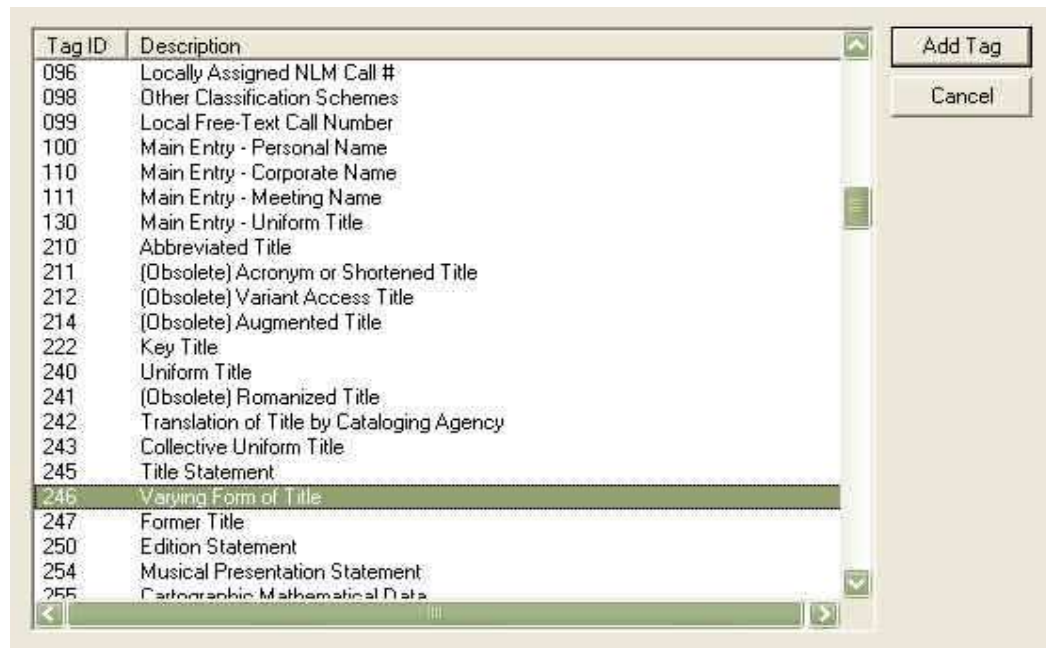 Tag ID Description
096 Locally Assigned NLM Call #
098 Other Classification Schemes
099 Local Free-Text Call Number
100 Main Entry - Personal Name
110 Main Entry - Corporate Name
111 Main Entry - Meeting Name
130 Main Entry - Uniform Title
210 Abbreviated Title
211 (Obsolete) Acronym or Shortened Title
212 (Obsolete) Variant Access Title
214 (Obsolete) Augmented Title
222 Key Title
240 Uniform Title
241 (Obsolete) Romanized Title
242 Translation of Title by Cataloging Agency
243 Collective Uniform Title
245 Title Statement
246 Varying Form of Title
247 Former Title
250 Edition Statement
254 Musical Presentation Statement
255 Cartographic Mathematical Data
Add Tag
Cancel